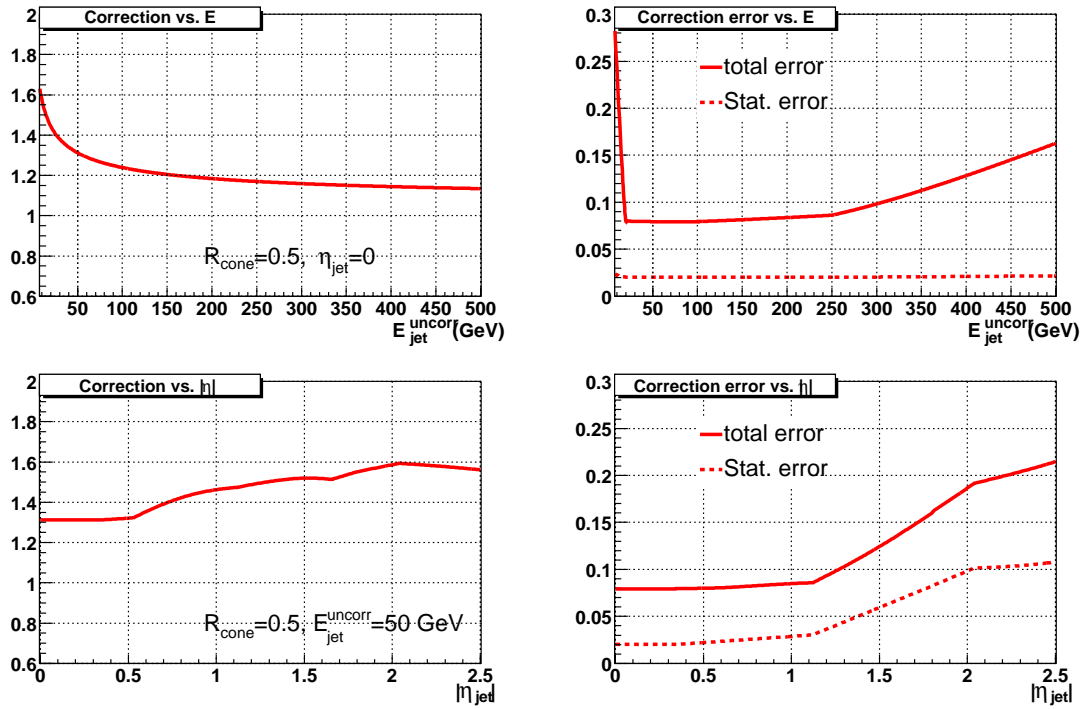 Correction vs. E
2
1.8
1.6
1.4
1.2
1
0.8
0.6
R_cone=0.5, η_jet=0
50 100 150 200 250 300 350 400 450 500
E_jet^uncorr(GeV)
Correction error vs. E
0.3
0.25
0.2
0.15
0.1
0.05
0
total error
Stat. error
50 100 150 200 250 300 350 400 450 500
E_jet^uncorr(GeV)
Correction vs. |η|
2
1.8
1.6
1.4
1.2
1
0.8
0.6
R_cone=0.5, E_jet^uncorr=50 GeV
0 0.5 1 1.5 2 2.5
|η_jet|
Correction error vs. |η|
0.3
0.25
0.2
0.15
0.1
0.05
0
total error
Stat. error
0 0.5 1 1.5 2 2.5
|η_jet|